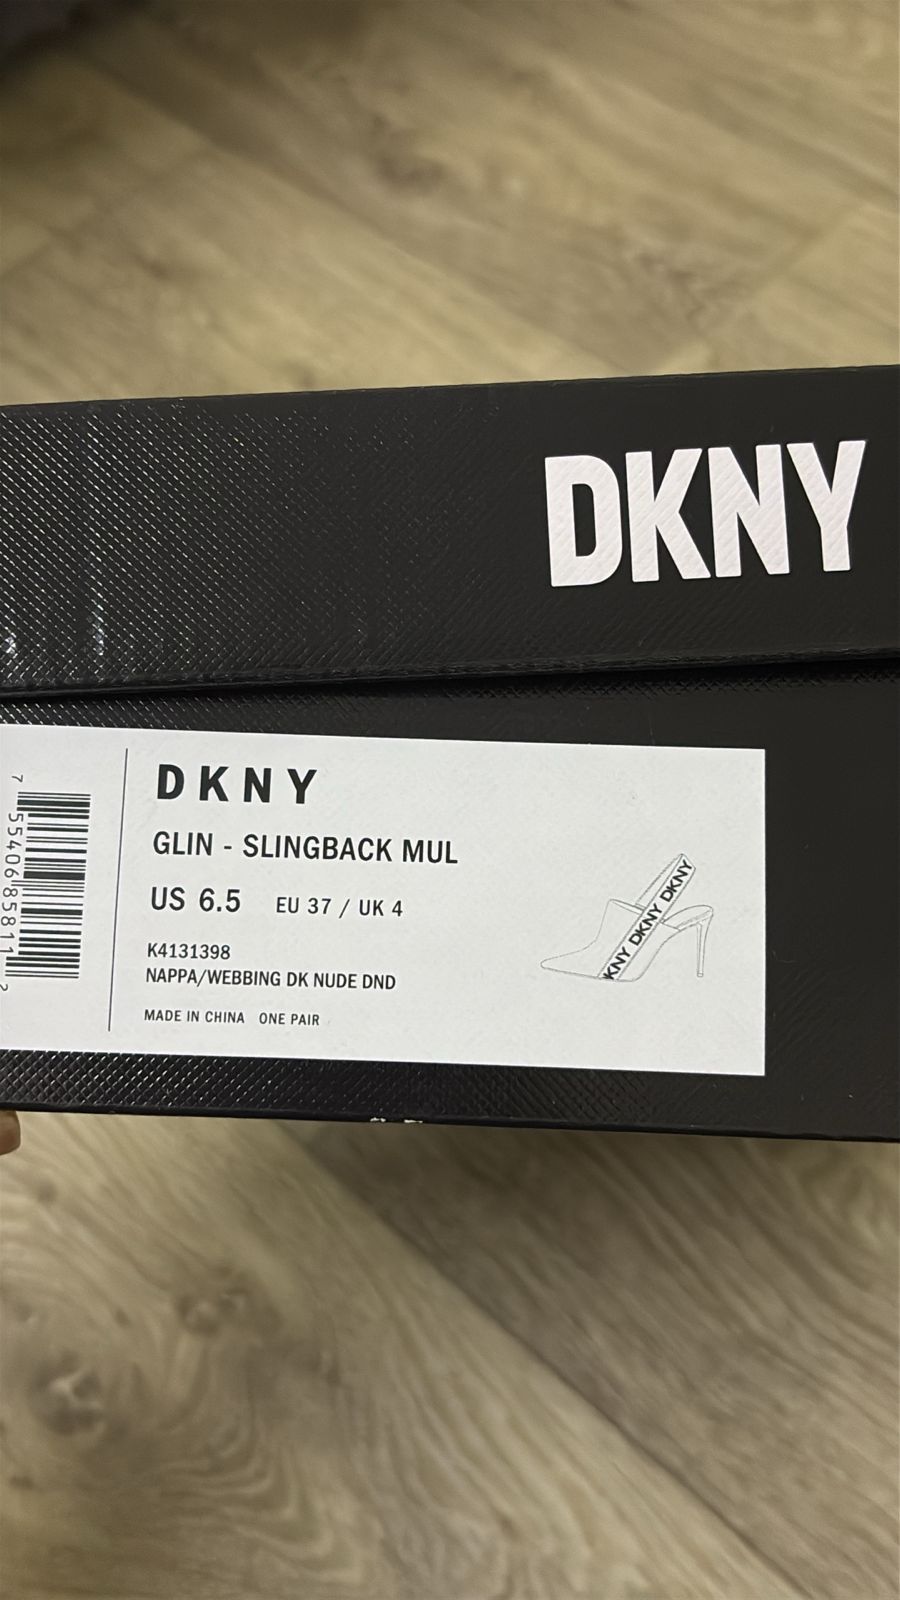 DKNY
DKNY
GLIN - SLINGBACK MUL
US 6.5 EU 37 / UK 4
K4131398
NAPPA/WEBBING DK NUDE DND
MADE IN CHINA ONE PAIR
KNY DKNY DKNY
7 55406 85811 2